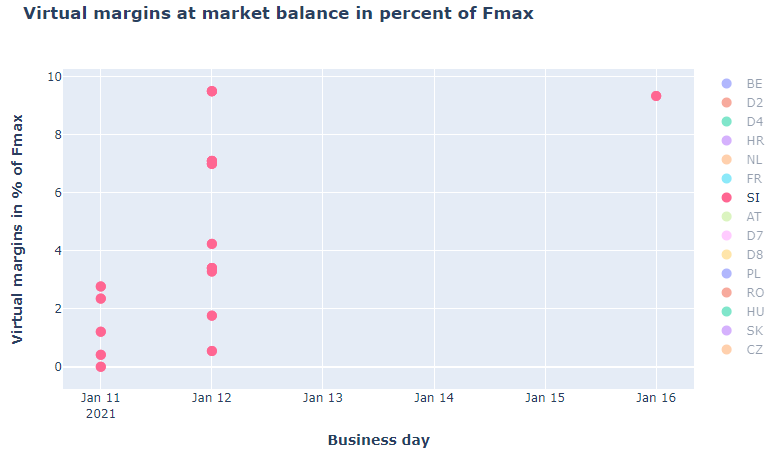 Virtual margins at market balance in percent of Fmax
Virtual margins in % of Fmax
10
8
6
4
2
0
Jan 11
2021
Jan 12
Jan 13
Jan 14
Jan 15
Jan 16
Business day
BE
D2
D4
HR
NL
FR
SI
AT
D7
D8
PL
RO
HU
SK
CZ